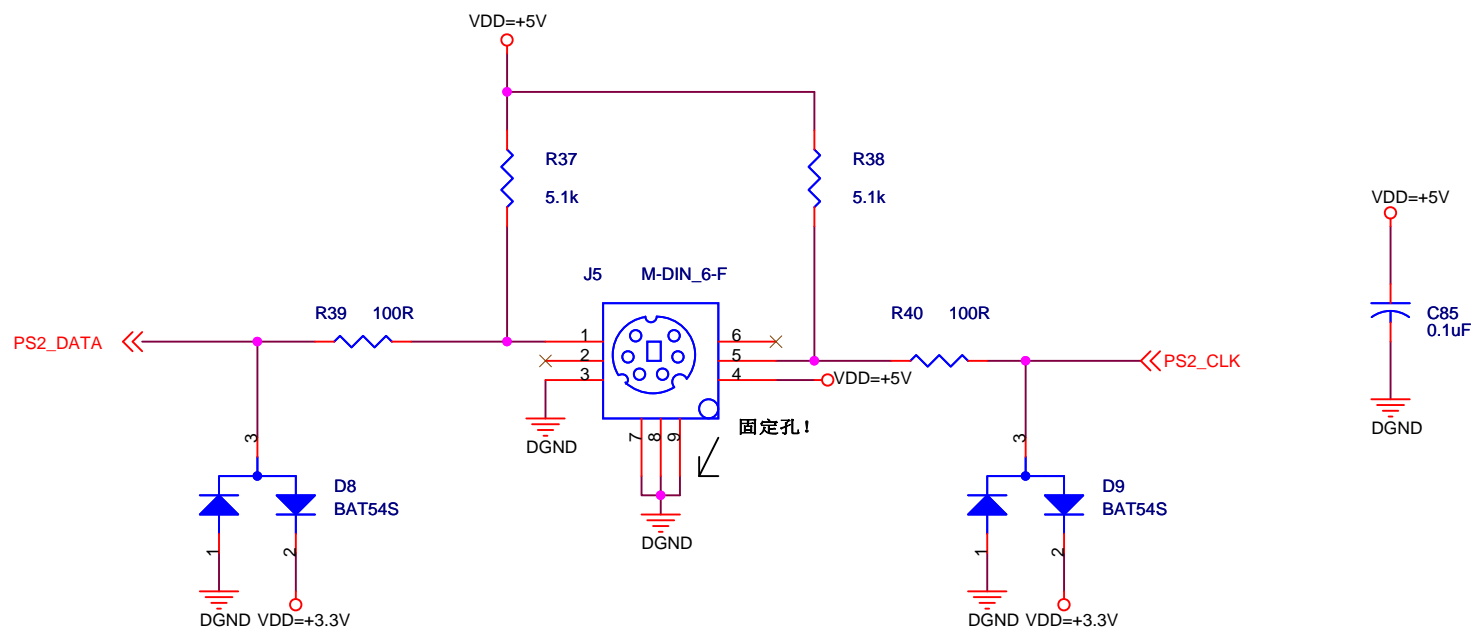 VDD=+5V
R37
5.1k
R38
5.1k
VDD=+5V
J5 M-DIN_6-F
R39 100R
R40 100R
C85
0.1uF
PS2_DATA
1
2
3
6
5
4
VDD=+5V
PS2_CLK
7
8
9
固定孔!
DGND
DGND
DGND
3
D8
BAT54S
1
2
DGND
VDD=+3.3V
3
D9
BAT54S
1
2
DGND
VDD=+3.3V